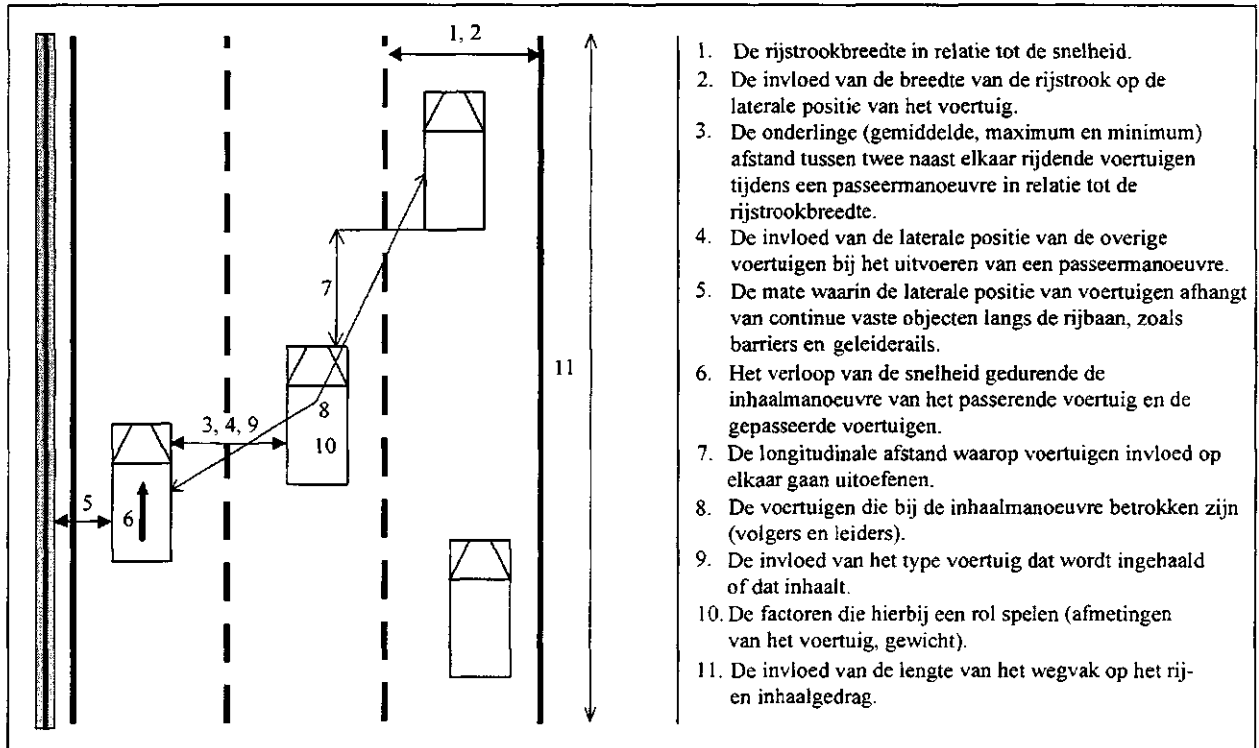 1, 2
7
11
8
3, 4, 9
10
5
6
1. De rijstrookbreedte in relatie tot de snelheid.
2. De invloed van de breedte van de rijstrook op de
laterale positie van het voertuig.
3. De onderlinge (gemiddelde, maximum en minimum)
afstand tussen twee naast elkaar rijdende voertuigen
tijdens een passeermanoeuvre in relatie tot de
rijstrookbreedte.
4. De invloed van de laterale positie van de overige
voertuigen bij het uitvoeren van een passeermanoeuvre.
5. De mate waarin de laterale positie van voertuigen afhangt
van continue vaste objecten langs de rijbaan, zoals
barriers en geleiderails.
6. Het verloop van de snelheid gedurende de
inhaalmanoeuvre van het passerende voertuig en de
gepasseerde voertuigen.
7. De longitudinale afstand waarop voertuigen invloed op
elkaar gaan uitoefenen.
8. De voertuigen die bij de inhaalmanoeuvre betrokken zijn
(volgers en leiders).
9. De invloed van het type voertuig dat wordt ingehaald
of dat inhaalt.
10. De factoren die hierbij een rol spelen (afmetingen
van het voertuig, gewicht).
11. De invloed van de lengte van het wegvak op het rij-
en inhaalgedrag.